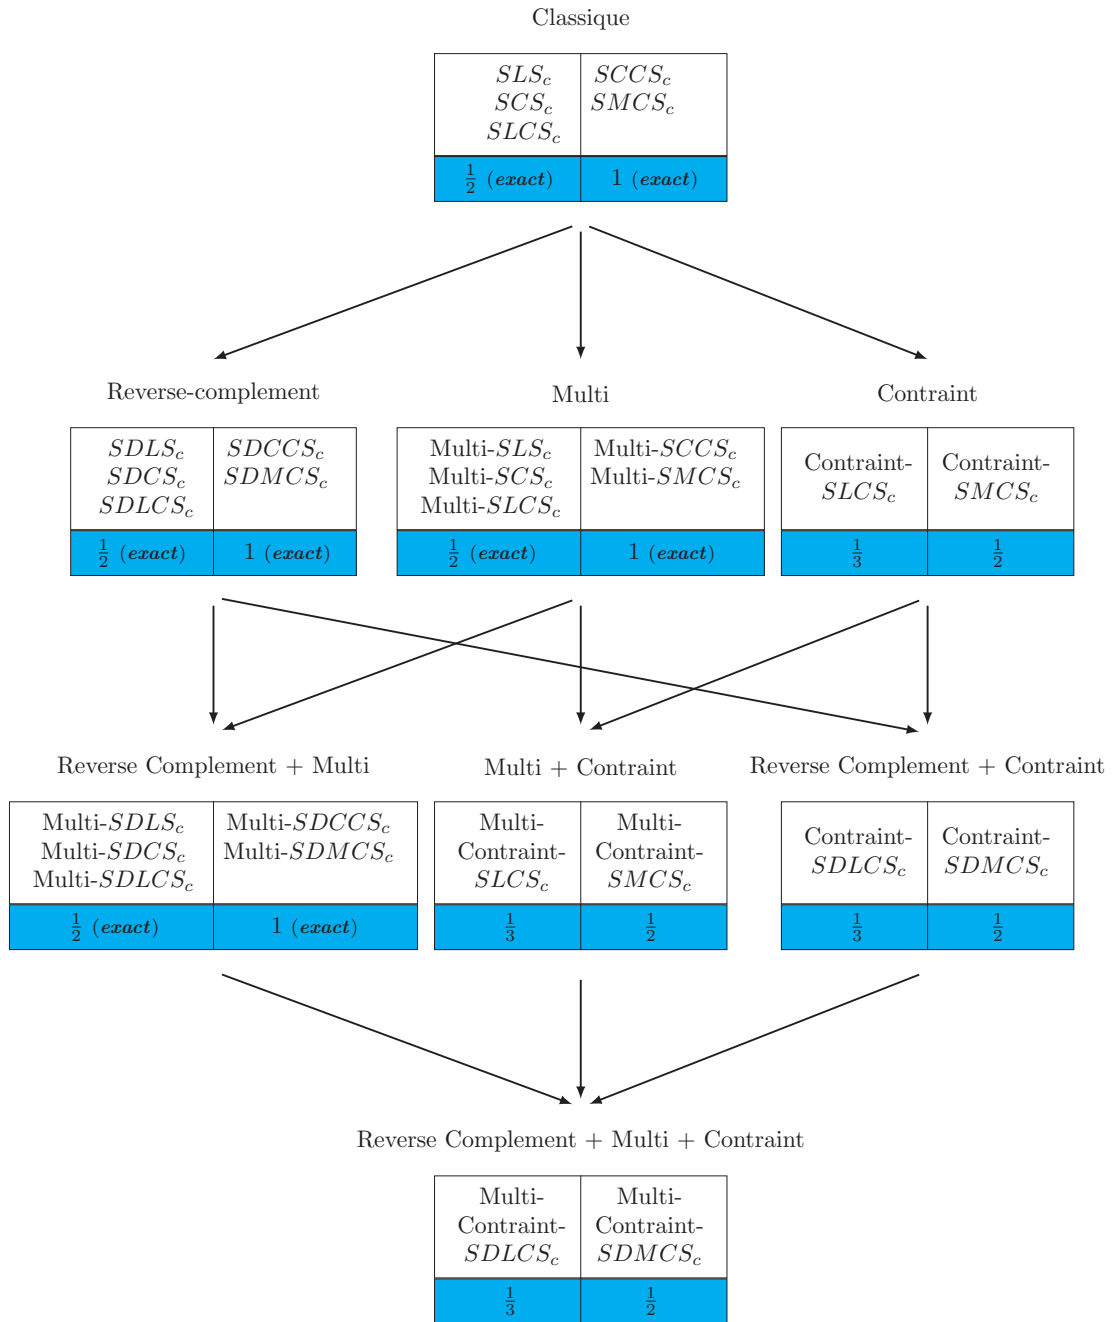 Classique
SLS_c SCCS_c
SCS_c SMCS_c
SLCS_c
1/2 (exact) 1 (exact)
Reverse-complement Multi Contraint
SDLS_c SDCCS_c
SDCS_c SDMCS_c
SDLCS_c
1/2 (exact) 1 (exact)
Multi-SLS_c Multi-SCCS_c
Multi-SCS_c Multi-SMCS_c
Multi-SLCS_c
1/2 (exact) 1 (exact)
Contraint- Contraint-
SLCS_c SMCS_c
1/3 1/2
Reverse Complement + Multi Multi + Contraint Reverse Complement + Contraint
Multi-SDLS_c Multi-SDCCS_c
Multi-SDCS_c Multi-SDMCS_c
Multi-SDLCS_c
1/2 (exact) 1 (exact)
Multi- Multi-
Contraint- Contraint-
SLCS_c SMCS_c
1/3 1/2
Contraint- Contraint-
SDLCS_c SDMCS_c
1/3 1/2
Reverse Complement + Multi + Contraint
Multi- Multi-
Contraint- Contraint-
SDLCS_c SDMCS_c
1/3 1/2